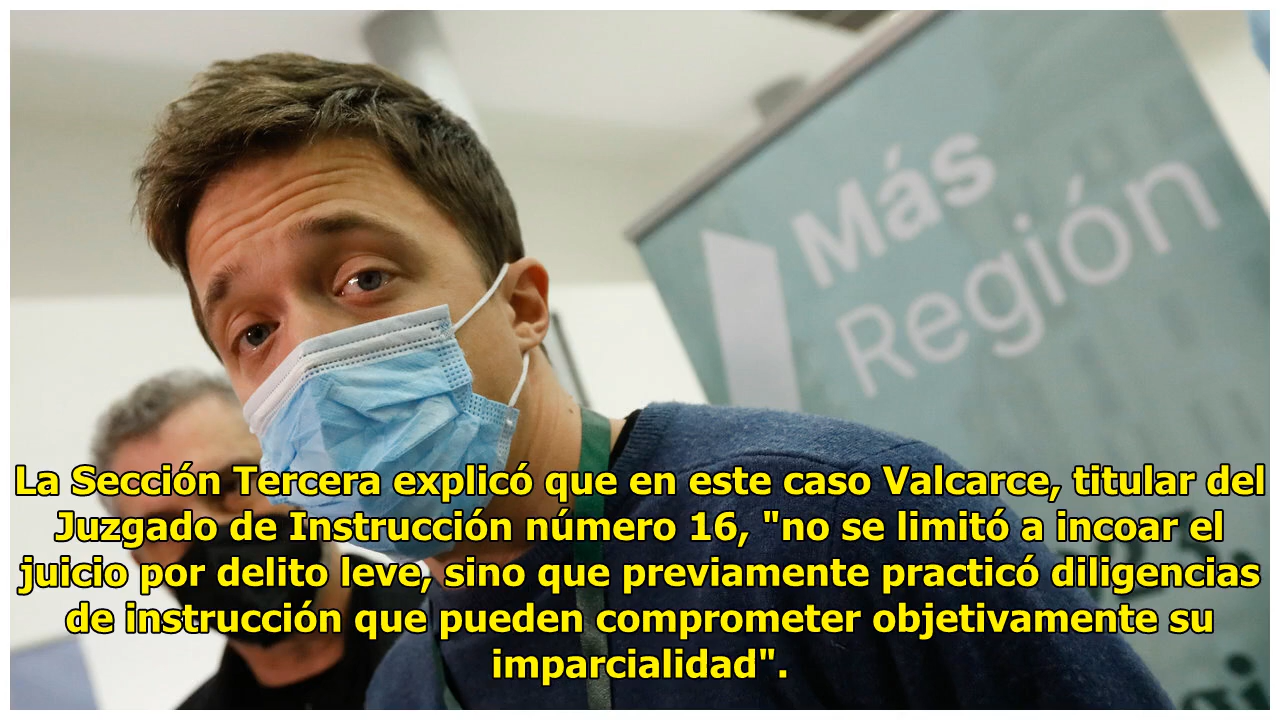 Más
Región
La Sección Tercera explicó que en este caso Valcarce, titular del
Juzgado de Instrucción número 16, "no se limitó a incoar el
juicio por delito leve, sino que previamente practicó diligencias
de instrucción que pueden comprometer objetivamente su
imparcialidad".